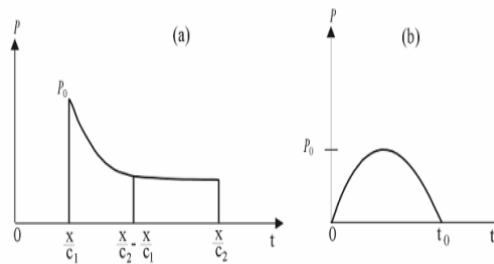 P
(a)
P₀
0
x/c₁
x/c₂ - x/c₁
x/c₂
t
P
(b)
P₀
0
t₀
t